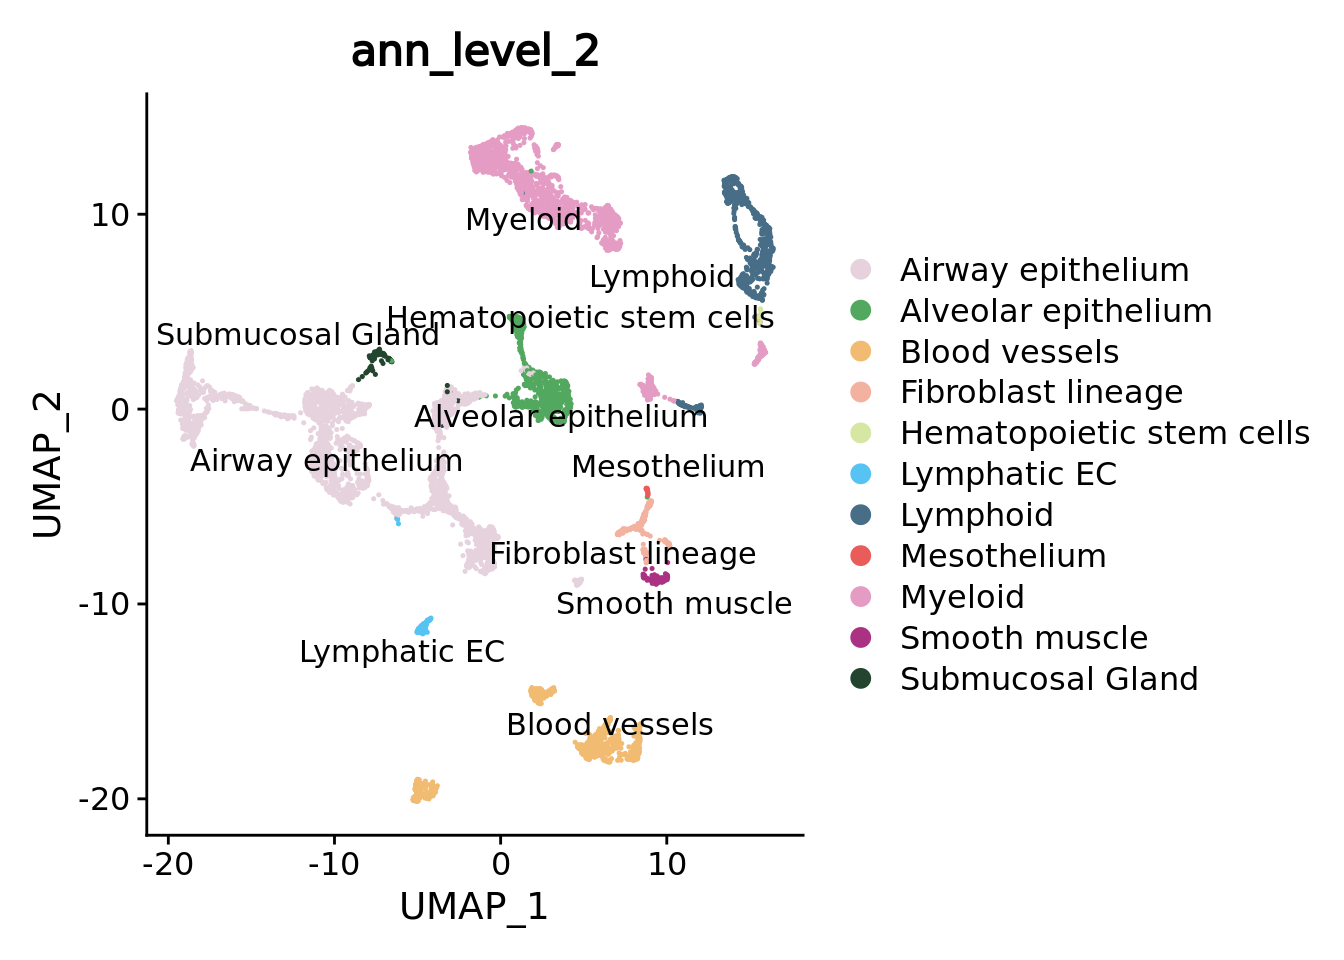 ann_level_2
Myeloid
Lymphoid
Hematopoietic stem cells
Submucosal Gland
Alveolar epithelium
Airway epithelium
Mesothelium
Fibroblast lineage
Smooth muscle
Lymphatic EC
Blood vessels
10
0
-10
-20
UMAP_2
-20
-10
0
10
UMAP_1
Airway epithelium
Alveolar epithelium
Blood vessels
Fibroblast lineage
Hematopoietic stem cells
Lymphatic EC
Lymphoid
Mesothelium
Myeloid
Smooth muscle
Submucosal Gland